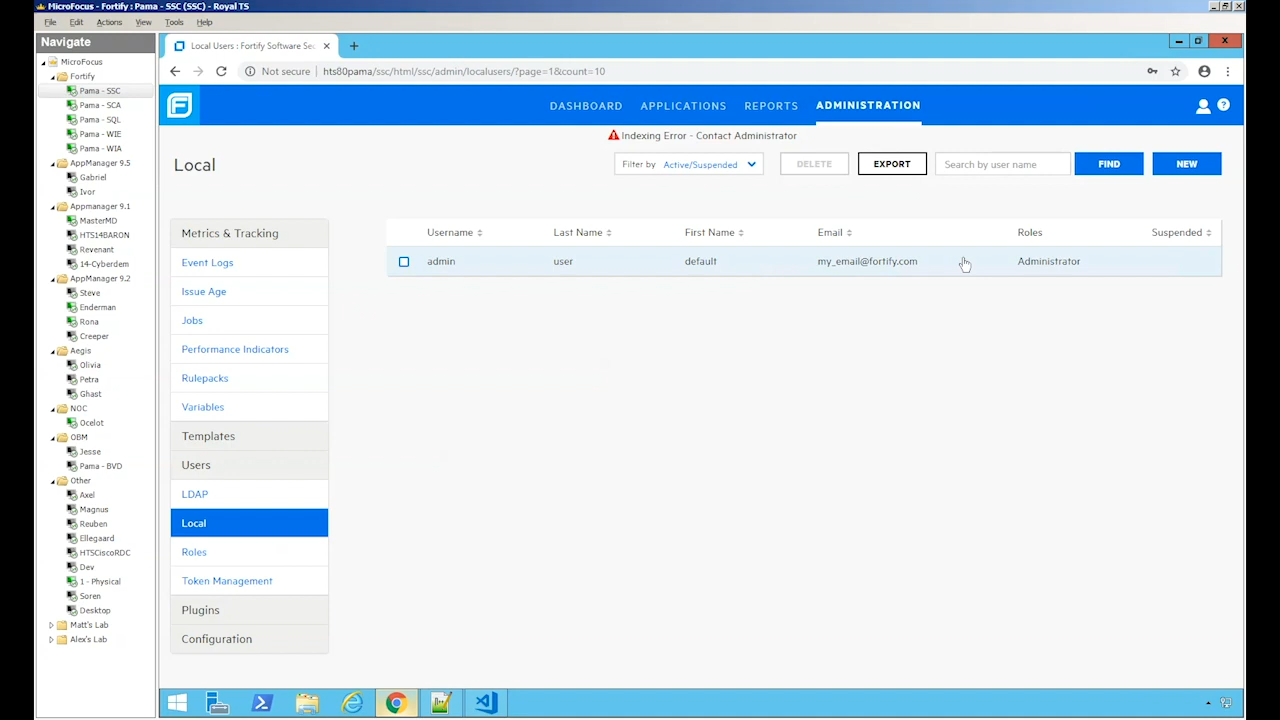 MicroFocus - Fortify : Pama - SSC (SSC) - Royal TS
File Edit Actions View Tools Help
Navigate
MicroFocus
Fortify
Pama - SSC
Pama - SCA
Pama - SQL
Pama - WIE
Pama - WIA
AppManager 9.5
Gabriel
Ivor
Appmanager 9.1
MasterMD
HTS14BARON
Revenant
14-Cyberdem
AppManager 9.2
Steve
Enderman
Rona
Creeper
Aegis
Olivia
Petra
Ghast
NOC
Ocelot
OBM
Jesse
Pama - BVD
Other
Axel
Magnus
Reuben
Ellegaard
HTSCiscoRDC
Dev
1 - Physical
Soren
Desktop
Matt's Lab
Alex's Lab
Local Users : Fortify Software Sec
Not secure hts80pama/ssc/html/ssc/admin/localusers/?page=1&count=10
DASHBOARD APPLICATIONS REPORTS ADMINISTRATION
Indexing Error - Contact Administrator
Local
Filter by Active/Suspended DELETE EXPORT Search by user name FIND NEW
Metrics & Tracking
Event Logs
Issue Age
Jobs
Performance Indicators
Rulepacks
Variables
Templates
Users
LDAP
Local
Roles
Token Management
Plugins
Configuration
Username Last Name First Name Email Roles Suspended
admin user default my_email@fortify.com Administrator